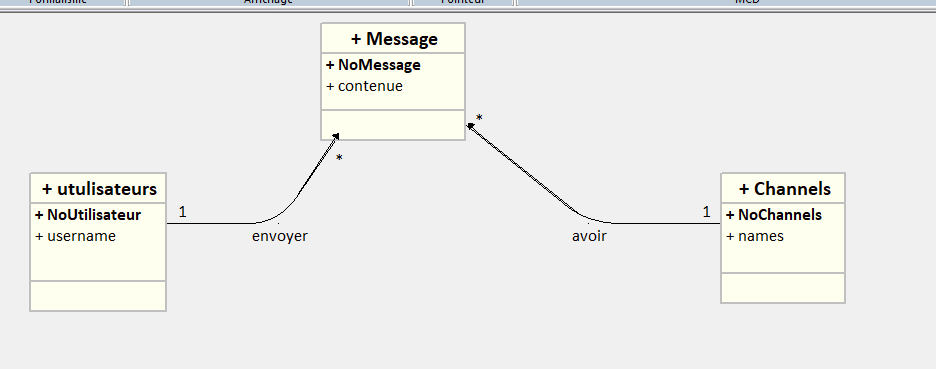 Formalisme Affichage Pointeur MCD
+ Message
+ NoMessage
+ contenue
*
*
+ utulisateurs
+ NoUtilisateur
+ username
1
envoyer
1
avoir
+ Channels
+ NoChannels
+ names